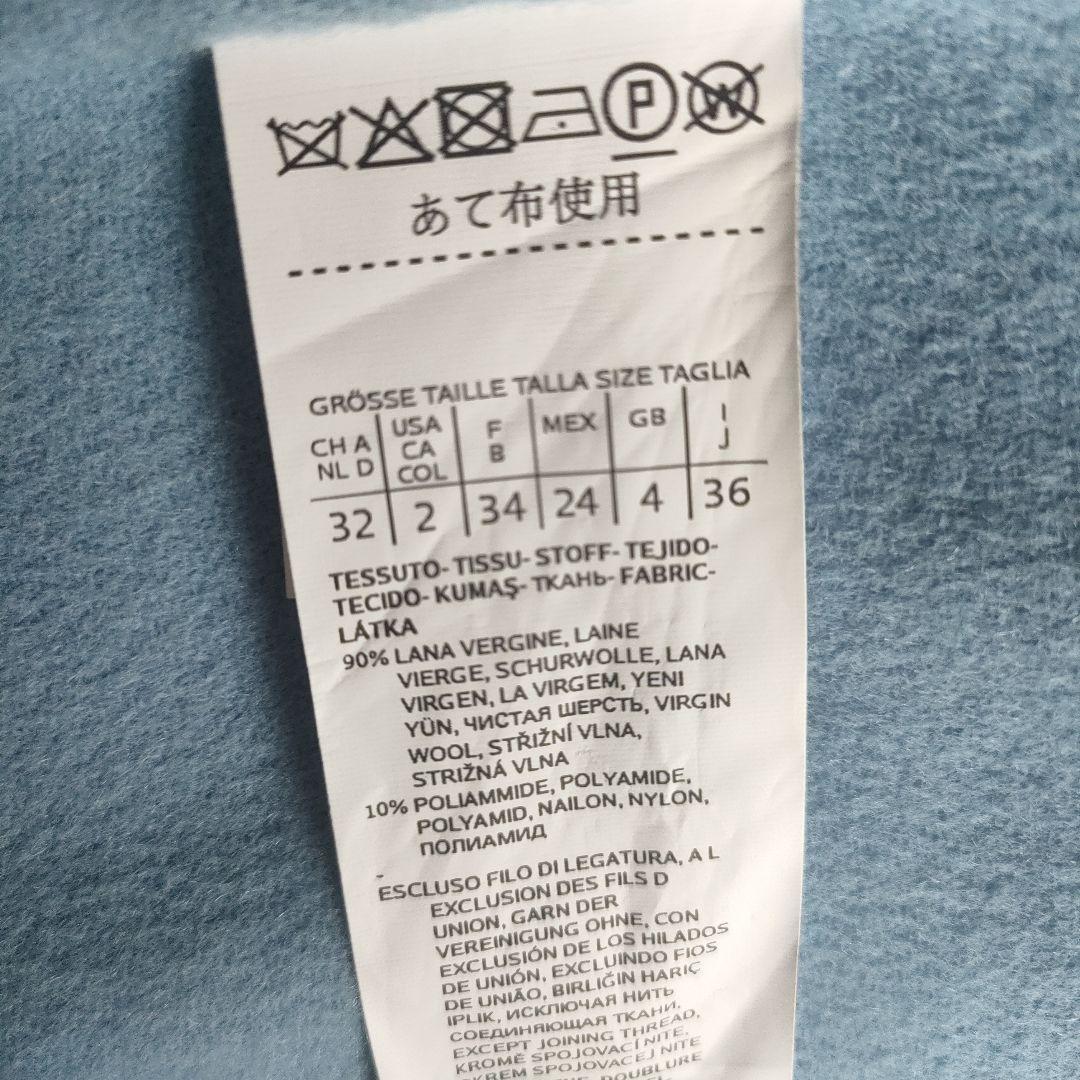 P W
あて布使用
GRÖSSE TAILLE TALLA SIZE TAGLIA
CH A NL D | USA CA COL | F B | MEX | GB | I J
32 | 2 | 34 | 24 | 4 | 36
TESSUTO- TISSU- STOFF- TEJIDO-
TECIDO- KUMAŞ- ТКАНЬ- FABRIC-
LÁTKA
90% LANA VERGINE, LAINE
VIERGE, SCHURWOLLE, LANA
VIRGEN, LA VIRGEM, YENI
YÜN, ЧИСТАЯ ШЕРСТЬ, VIRGIN
WOOL, STŘIŽNÍ VLNA,
STRIŽNÁ VLNA
10% POLIAMMIDE, POLYAMIDE,
POLYAMID, NAILON, NYLON,
ПОЛИАМИД
-
ESCLUSO FILO DI LEGATURA, A L
EXCLUSION DES FILS D
UNION, GARN DER
VEREINIGUNG OHNE, CON
EXCLUSIÓN DE LOS HILADOS
DE UNIÓN, EXCLUINDO FIOS
DE UNIÃO, BIRLIĞIN HARIÇ
IPLIK, ИСКЛЮЧАЯ НИТЬ
СОЕДИНЯЮЩАЯ ТКАНИ,
EXCEPT JOINING THREAD,
KROMĚ SPOJOVACÍ NITE,
OKREM SPOJOVACEJ NITE
DOUBLURE